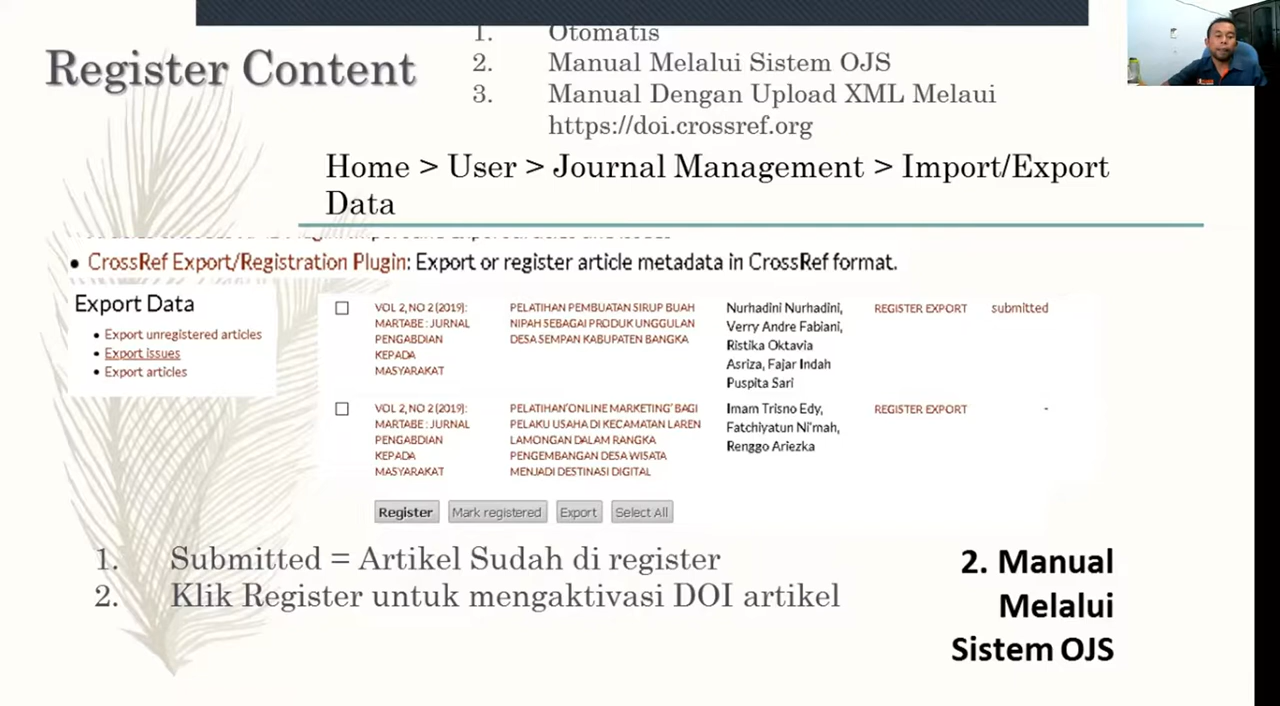 Register Content
1. Otomatis
2. Manual Melalui Sistem OJS
3. Manual Dengan Upload XML Melaui
https://doi.crossref.org
Home > User > Journal Management > Import/Export
Data
• CrossRef Export/Registration Plugin: Export or register article metadata in CrossRef format.
Export Data
• Export unregistered articles
• Export issues
• Export articles
VOL 2, NO 2 (2019):
MARTABE : JURNAL
PENGABDIAN
KEPADA
MASYARAKAT
PELATIHAN PEMBUATAN SIRUP BUAH
NIPAH SEBAGAI PRODUK UNGGULAN
DESA SEMPAN KABUPATEN BANGKA
Nurhadini Nurhadini,
Verry Andre Fabiani,
Ristika Oktavia
Asriza, Fajar Indah
Puspita Sari
REGISTER EXPORT
submitted
VOL 2, NO 2 (2019):
MARTABE : JURNAL
PENGABDIAN
KEPADA
MASYARAKAT
PELATIHAN'ONLINE MARKETING' BAGI
PELAKU USAHA DI KECAMATAN LAREN
LAMONGAN DALAM RANGKA
PENGEMBANGAN DESA WISATA
MENJADI DESTINASI DIGITAL
Imam Trisno Edy,
Fatchiyatun Ni'mah,
Renggo Ariezka
REGISTER EXPORT
-
Register Mark registered Export Select All
1. Submitted = Artikel Sudah di register
2. Klik Register untuk mengaktivasi DOI artikel
2. Manual
Melalui
Sistem OJS